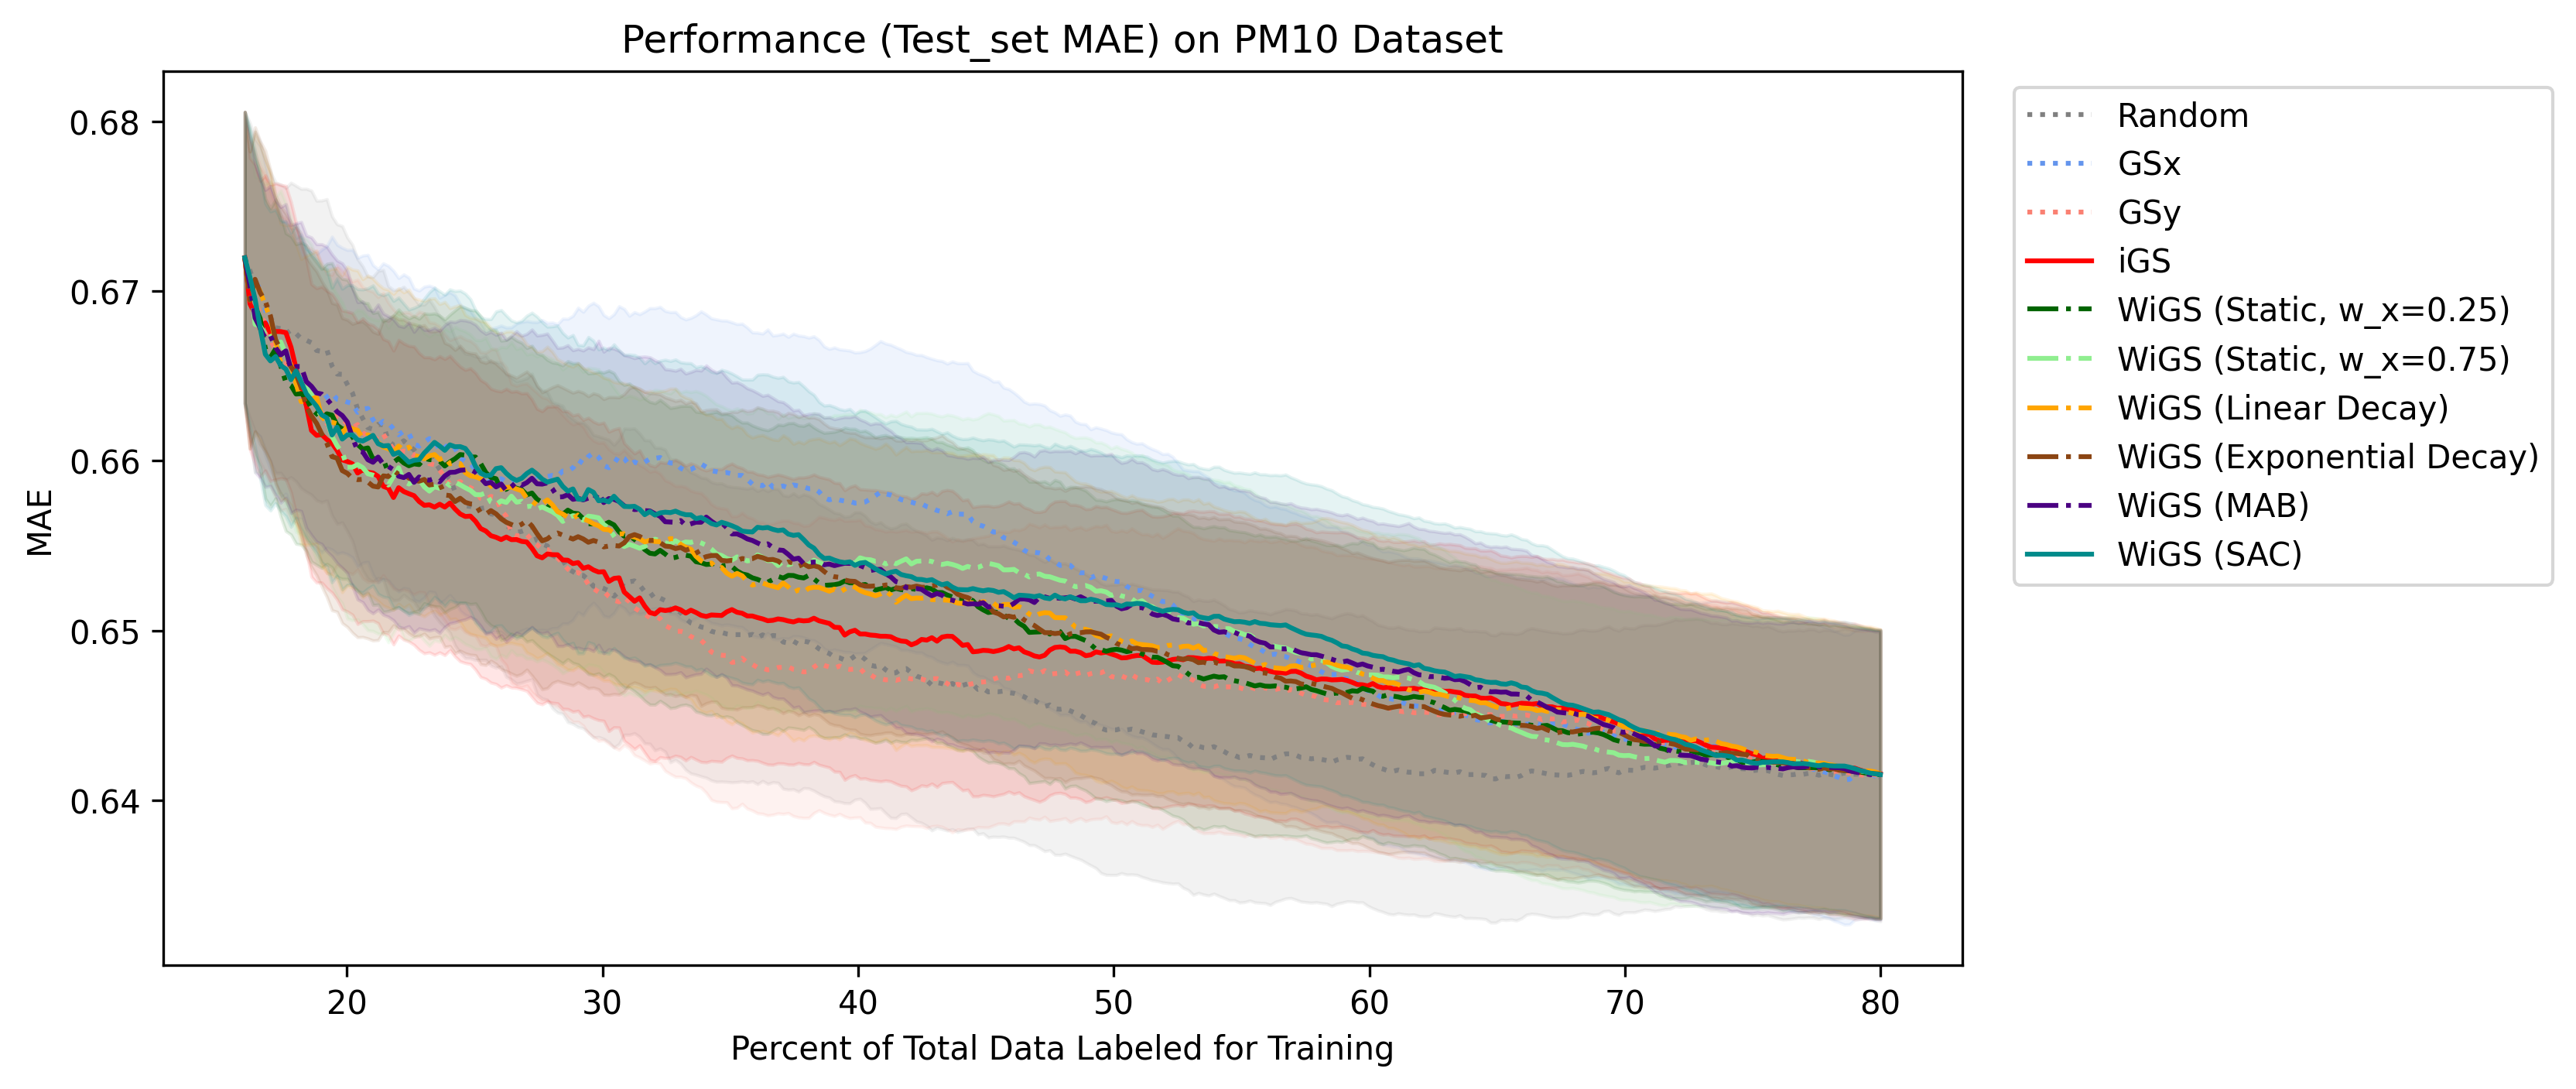 Performance (Test_set MAE) on PM10 Dataset
MAE
0.68
0.67
0.66
0.65
0.64
20 30 40 50 60 70 80
Percent of Total Data Labeled for Training
Random
GSx
GSy
iGS
WiGS (Static, w_x=0.25)
WiGS (Static, w_x=0.75)
WiGS (Linear Decay)
WiGS (Exponential Decay)
WiGS (MAB)
WiGS (SAC)